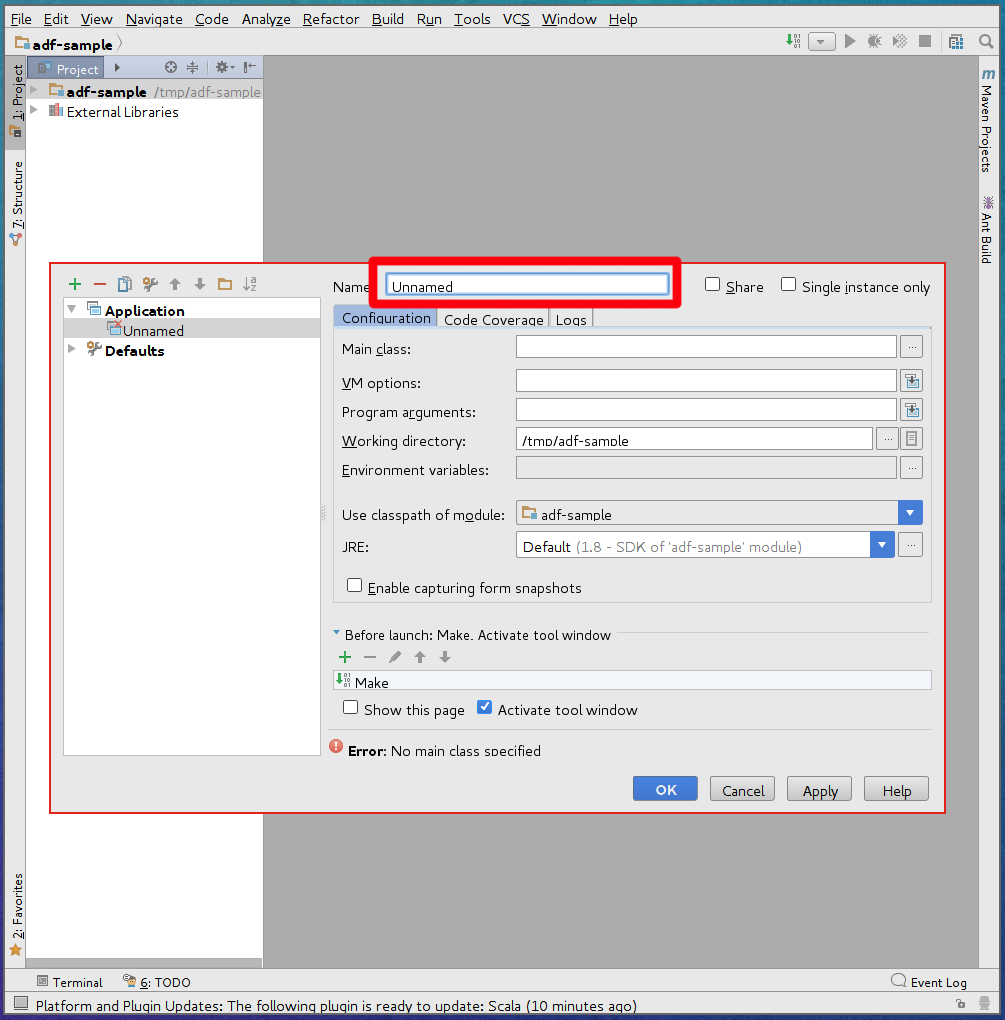 File Edit View Navigate Code Analyze Refactor Build Run Tools VCS Window Help
adf-sample
Project
adf-sample /tmp/adf-sample
External Libraries
1: Project
7: Structure
2: Favorites
Maven Projects
Ant Build
Application
Unnamed
Defaults
Name Unnamed Share Single instance only
Configuration Code Coverage Logs
Main class:
VM options:
Program arguments:
Working directory: /tmp/adf-sample
Environment variables:
Use classpath of module: adf-sample
JRE: Default (1.8 - SDK of 'adf-sample' module)
Enable capturing form snapshots
Before launch: Make. Activate tool window
Make
Show this page Activate tool window
Error: No main class specified
OK Cancel Apply Help
Terminal 6: TODO Event Log
Platform and Plugin Updates: The following plugin is ready to update: Scala (10 minutes ago)